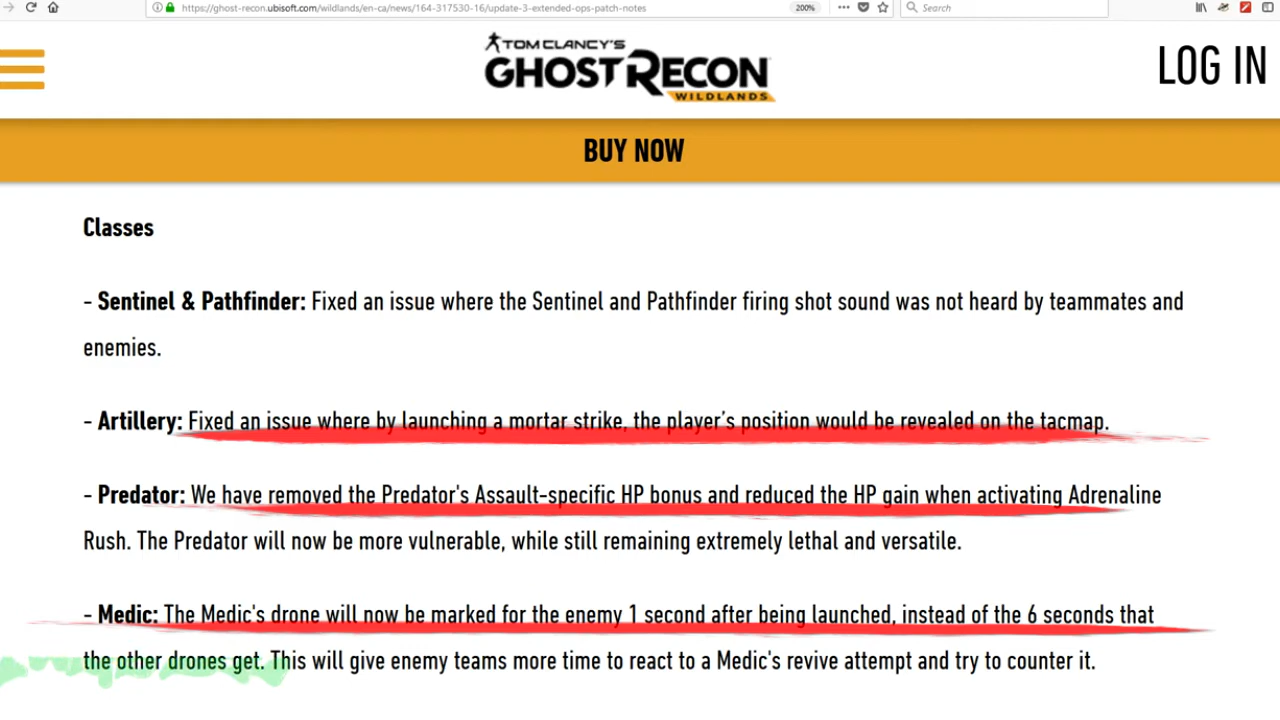 https://ghost-recon.ubisoft.com/wildlands/en-ca/news/164-317530-16/update-3-extended-ops-patch-notes
200%
Search
TOM CLANCY'S
GHOST RECON
WILDLANDS
LOG IN
BUY NOW
Classes
- Sentinel & Pathfinder: Fixed an issue where the Sentinel and Pathfinder firing shot sound was not heard by teammates and
enemies.
- Artillery: Fixed an issue where by launching a mortar strike, the player's position would be revealed on the tacmap.
- Predator: We have removed the Predator's Assault-specific HP bonus and reduced the HP gain when activating Adrenaline
Rush. The Predator will now be more vulnerable, while still remaining extremely lethal and versatile.
- Medic: The Medic's drone will now be marked for the enemy 1 second after being launched, instead of the 6 seconds that
the other drones get. This will give enemy teams more time to react to a Medic's revive attempt and try to counter it.